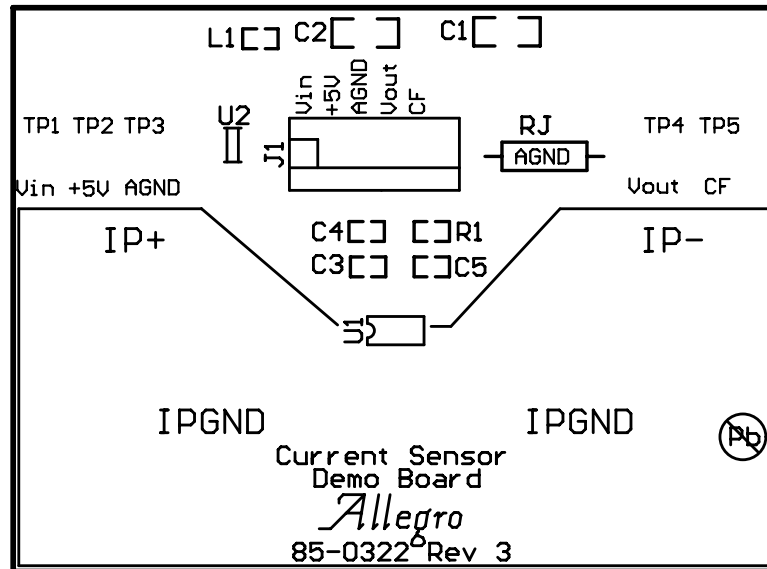 L1 C2 C1
Vin
+5V
AGND
Vout
CF
U2
TP1 TP2 TP3
J1
RJ
AGND
TP4 TP5
Vin +5V AGND
Vout CF
IP+
C4
R1
IP-
C3
C5
U1
IPGND
IPGND
Pb
Current Sensor
Demo Board
Allegro
85-0322 Rev 3